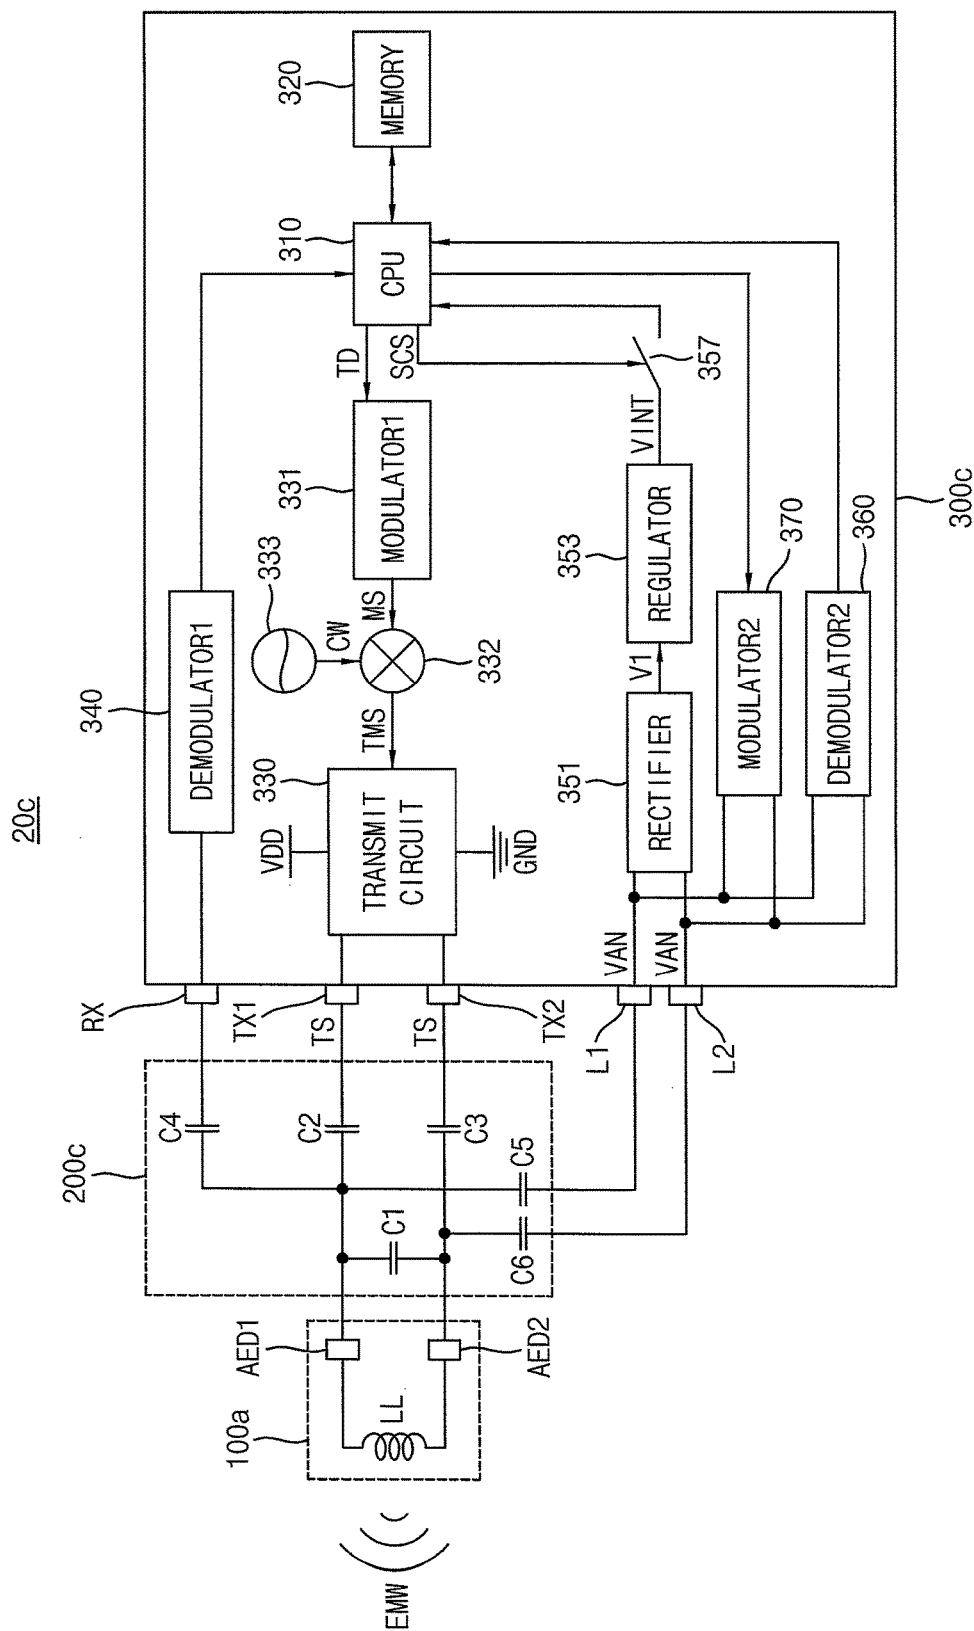 20c
EMW
100a
LL
AED1
AED2
200c
C1
C2
C3
C4
C5
C6
RX
TX1
TS
TS
TX2
L1
L2
VAN
VAN
340
DEMODULATOR1
VDD
330
TRANSMIT
CIRCUIT
GND
TMS
333
CW
332
MS
331
MODULATOR1
TD
SCS
310
CPU
320
MEMORY
351
RECTIFIER
V1
353
REGULATOR
VINT
357
MODULATOR2
370
DEMODULATOR2
360
300c